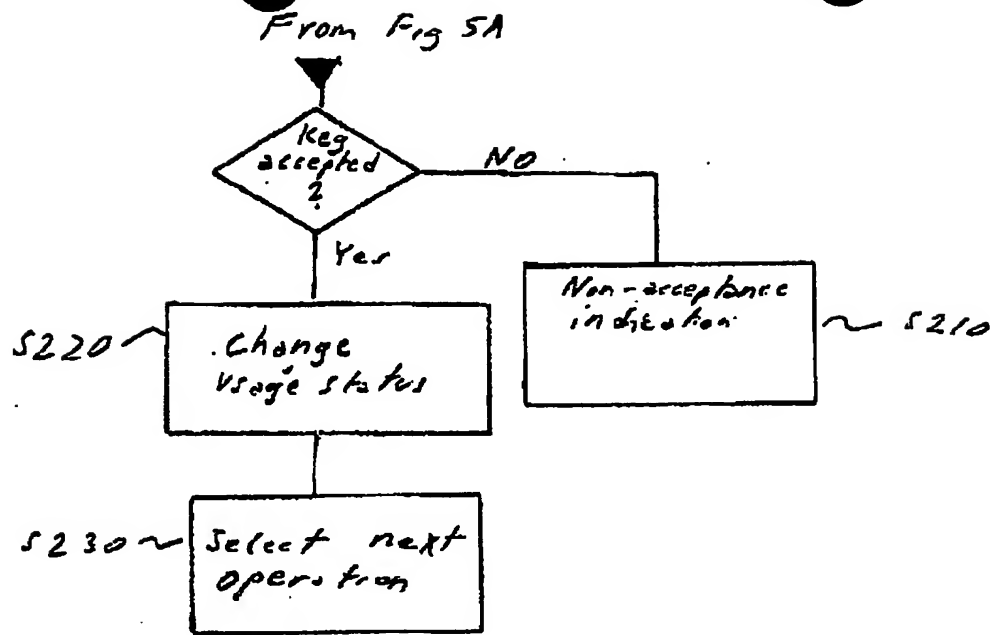 From Fig 5A
Keg
accepted
?
NO
Yes
Non-acceptance
indication
S210
S220
Change
Usage status
S230
Select next
operation